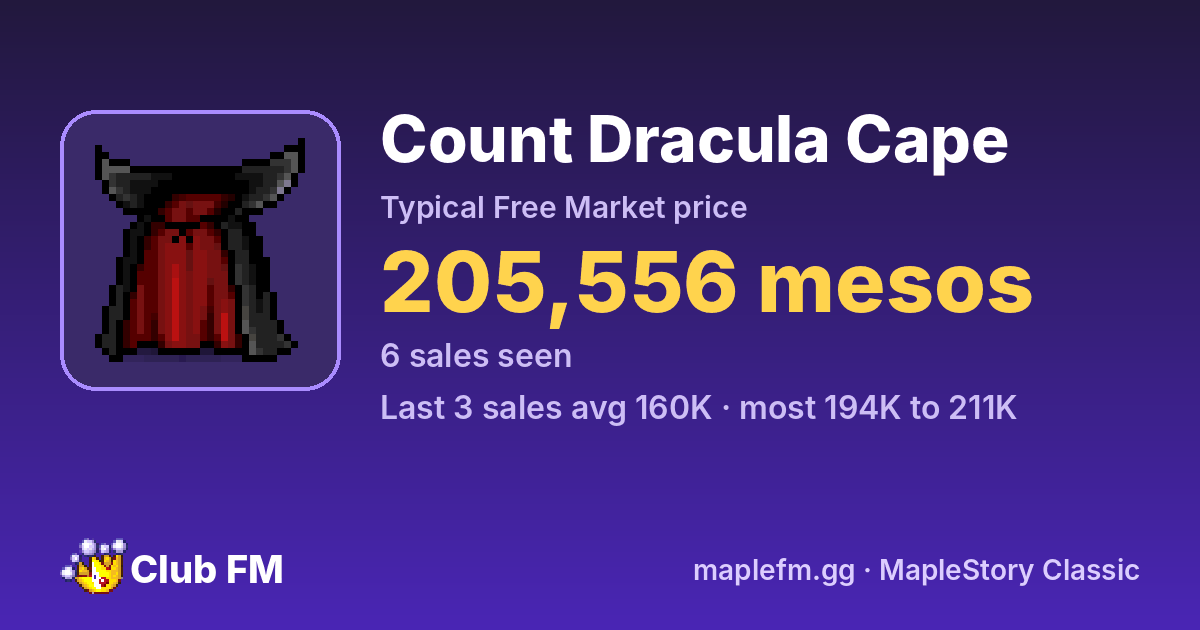 Count Dracula Cape
Typical Free Market price
205,556 mesos
6 sales seen
Last 3 sales avg 160K · most 194K to 211K
Club FM
maplefm.gg · MapleStory Classic